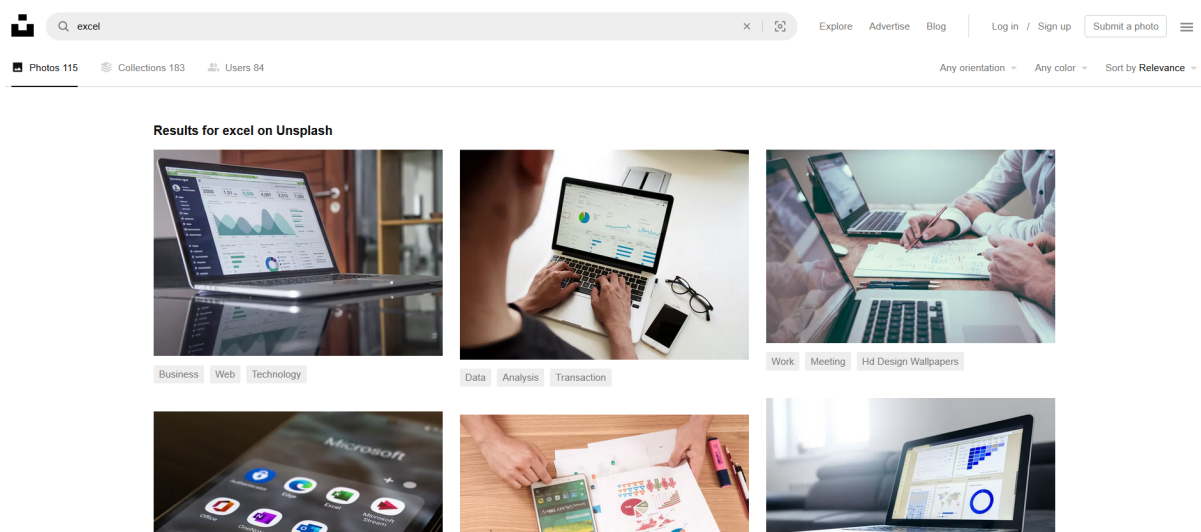 excel
Explore Advertise Blog Log in / Sign up Submit a photo
Photos 115 Collections 183 Users 84 Any orientation Any color Sort by Relevance
Results for excel on Unsplash
Business Web Technology
Data Analysis Transaction
Work Meeting Hd Design Wallpapers
Microsoft
Authenticator Edge Excel Microsoft Stream
Office OneNote